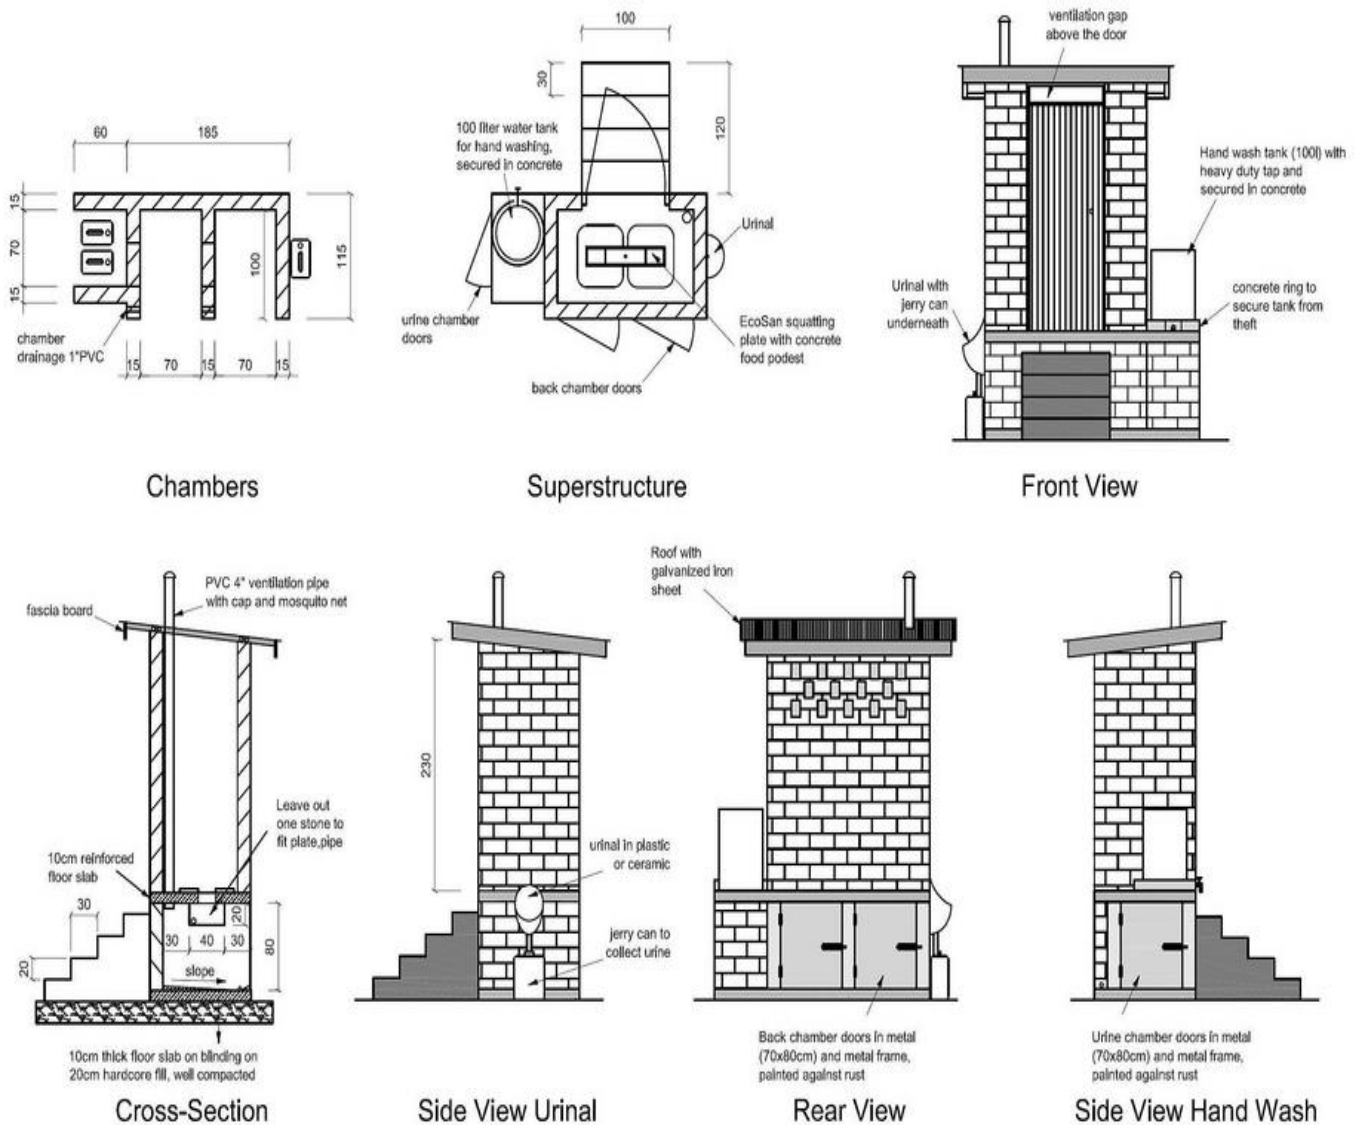 60
185
15
70
15
100
115
chamber
drainage 1"PVC
15
70
15
70
15
Chambers
100
30
120
100 liter water tank
for hand washing,
secured in concrete
Urinal
urine chamber
doors
EcoSan squatting
plate with concrete
food podest
back chamber doors
Superstructure
ventilation gap
above the door
Hand wash tank (100l) with
heavy duty tap and
secured in concrete
Urinal with
jerry can
underneath
concrete ring to
secure tank from
theft
Front View
PVC 4" ventilation pipe
with cap and mosquito net
fascia board
Leave out
one stone to
fit plate,pipe
10cm reinforced
floor slab
30
20
30
40
30
20
80
slope
10cm thick floor slab on blinding on
20cm hardcore fill, well compacted
Cross-Section
230
urinal in plastic
or ceramic
jerry can to
collect urine
Side View Urinal
Roof with
galvanized iron
sheet
Back chamber doors in metal
(70x80cm) and metal frame,
painted against rust
Rear View
Urine chamber doors in metal
(70x80cm) and metal frame,
painted against rust
Side View Hand Wash